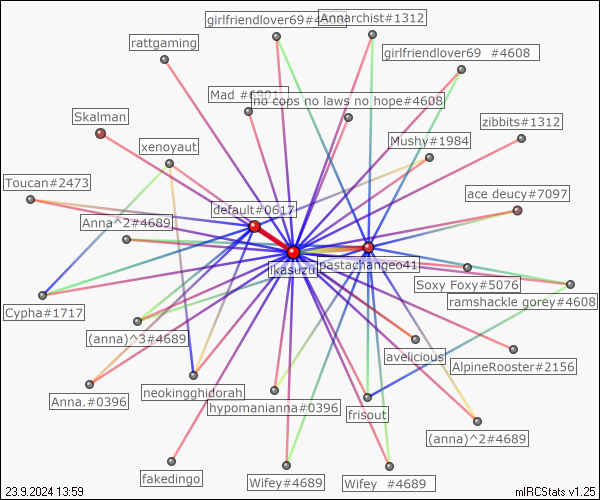 girlfriendlover69#4608
Annarchist#1312
rattgaming
girlfriendlover69 #4608
Mad #6901
no cops no laws no hope#4608
Skalman
zibbits#1312
xenoyaut
Mushy#1984
Toucan#2473
ace deucy#7097
default#0617
Anna^2#4689
ikasuzu
pastachangeo41
Soxy Foxy#5076
ramshackle gorey#4608
Cypha#1717
(anna)^3#4689
avelicious
AlpineRooster#2156
Anna.#0396
neokingghidorah
hypomanianna#0396
frisout
(anna)^2#4689
fakedingo
Wifey#4689
Wifey #4689
23.9.2024 13:59
mIRCStats v1.25